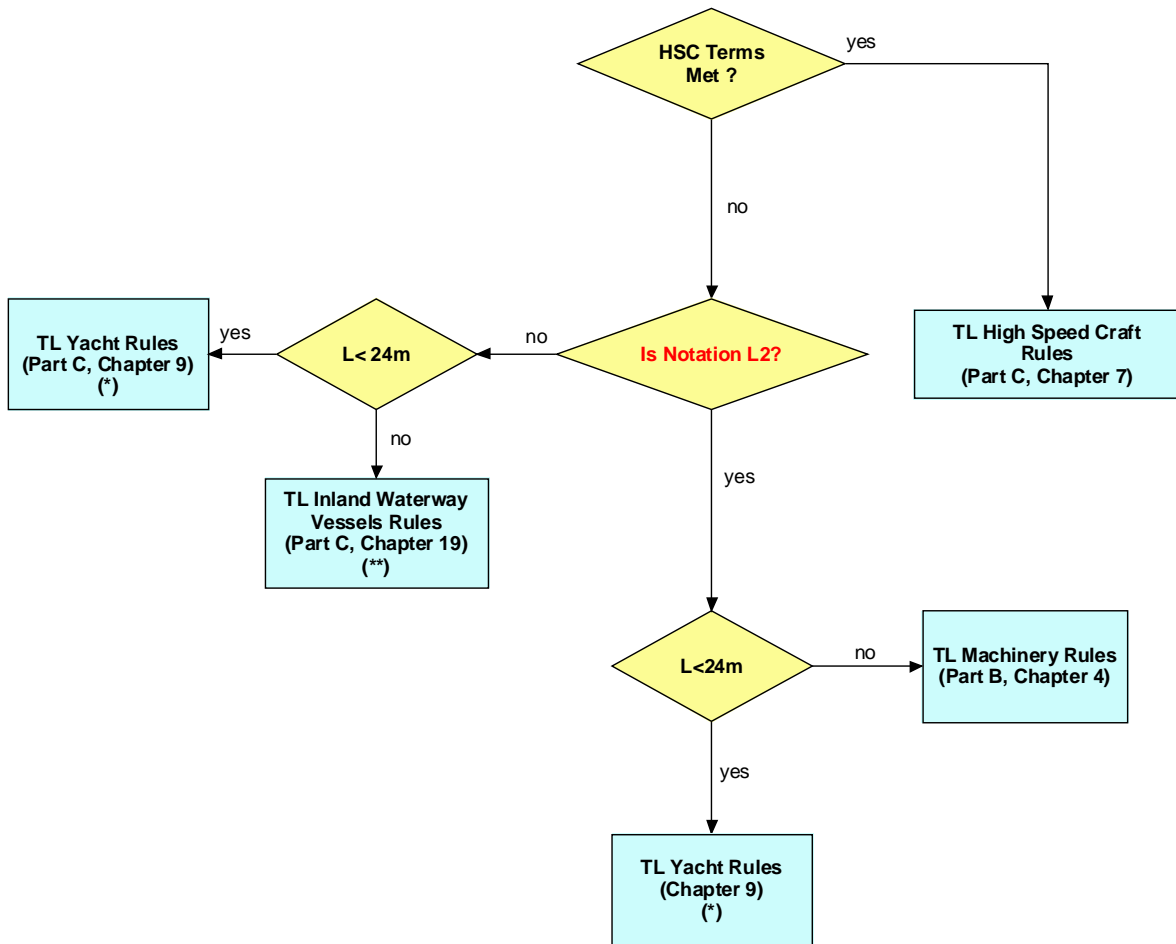 HSC Terms
Met ?
yes
no
TL High Speed Craft
Rules
(Part C, Chapter 7)
Is Notation L2?
no
L< 24m
yes
TL Yacht Rules
(Part C, Chapter 9)
(*)
no
TL Inland Waterway
Vessels Rules
(Part C, Chapter 19)
(**)
yes
L<24m
no
TL Machinery Rules
(Part B, Chapter 4)
yes
TL Yacht Rules
(Chapter 9)
(*)